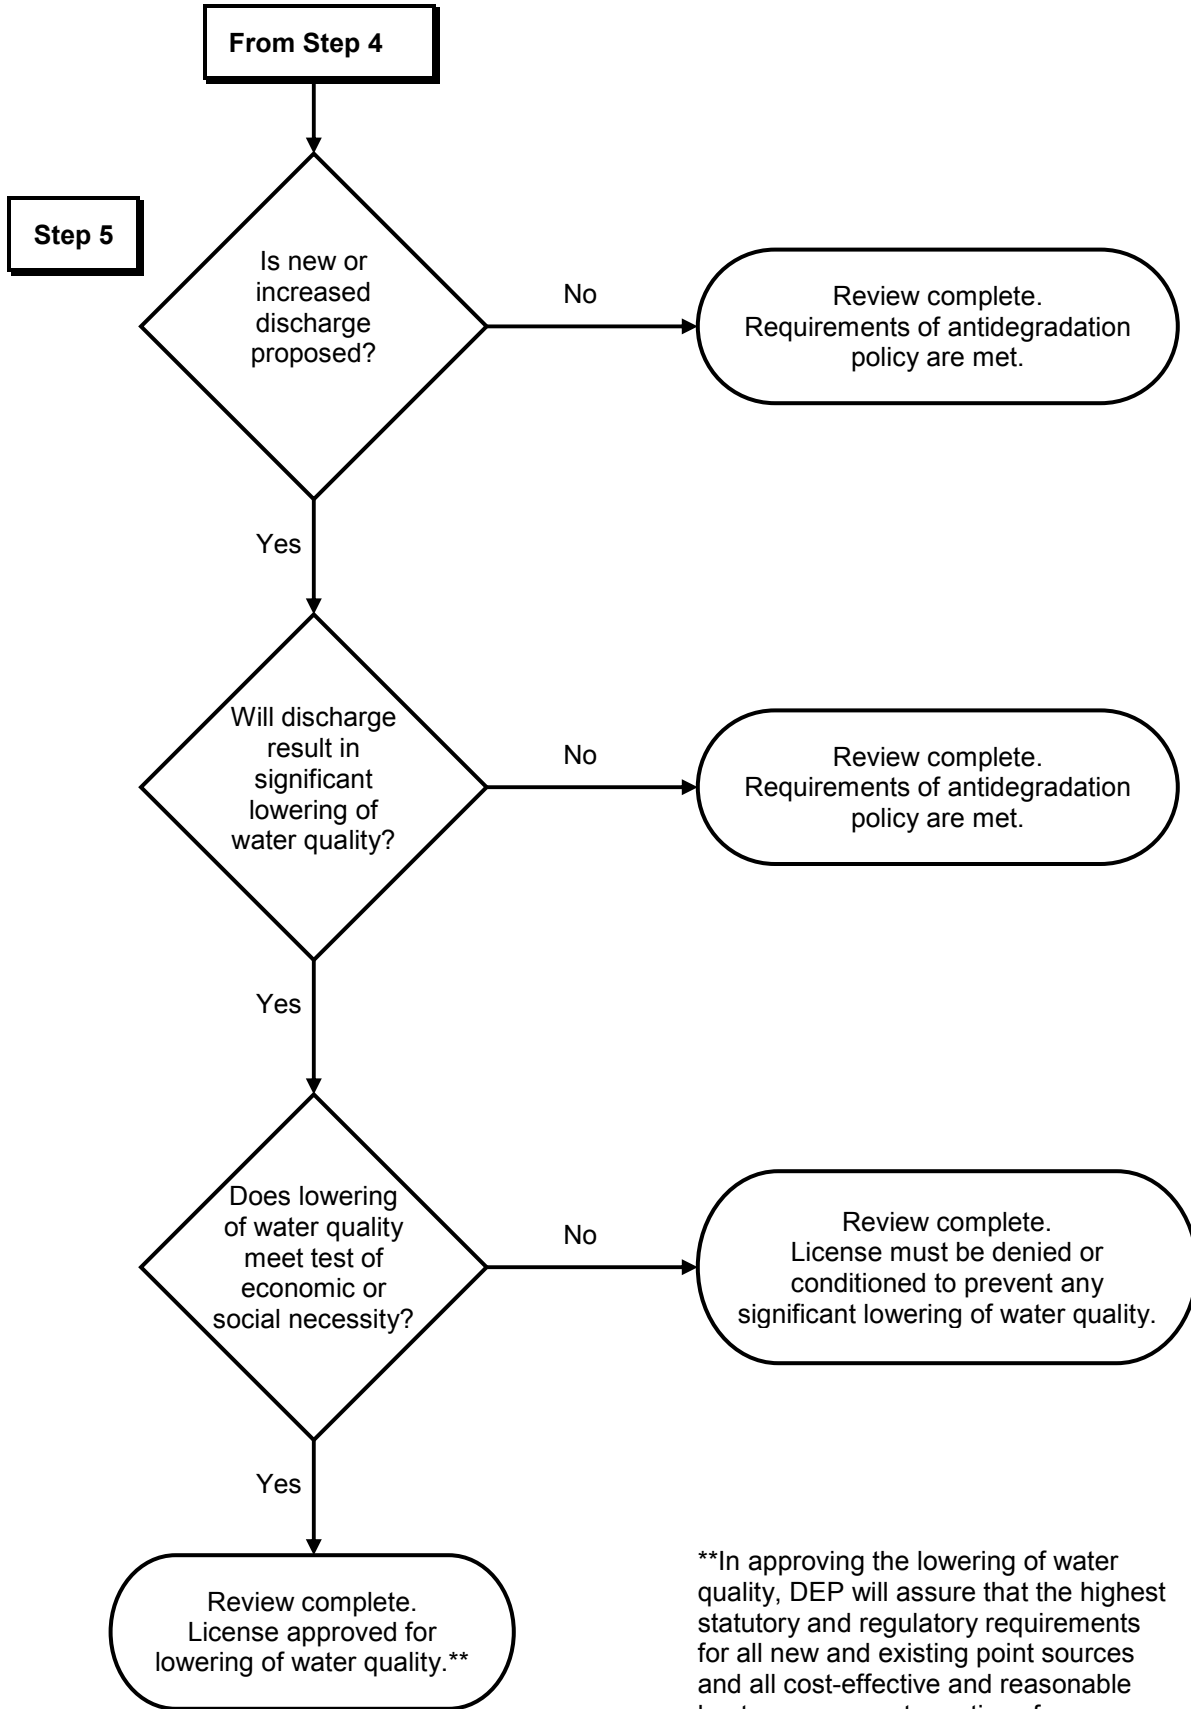 From Step 4
Step 5
Is new or
increased
discharge
proposed?
No
Review complete.
Requirements of antidegradation
policy are met.
Yes
Will discharge
result in
significant
lowering of
water quality?
No
Review complete.
Requirements of antidegradation
policy are met.
Yes
Does lowering
of water quality
meet test of
economic or
social necessity?
No
Review complete.
License must be denied or
conditioned to prevent any
significant lowering of water quality.
Yes
Review complete.
License approved for
lowering of water quality.**
**In approving the lowering of water
quality, DEP will assure that the highest
statutory and regulatory requirements
for all new and existing point sources
and all cost-effective and reasonable